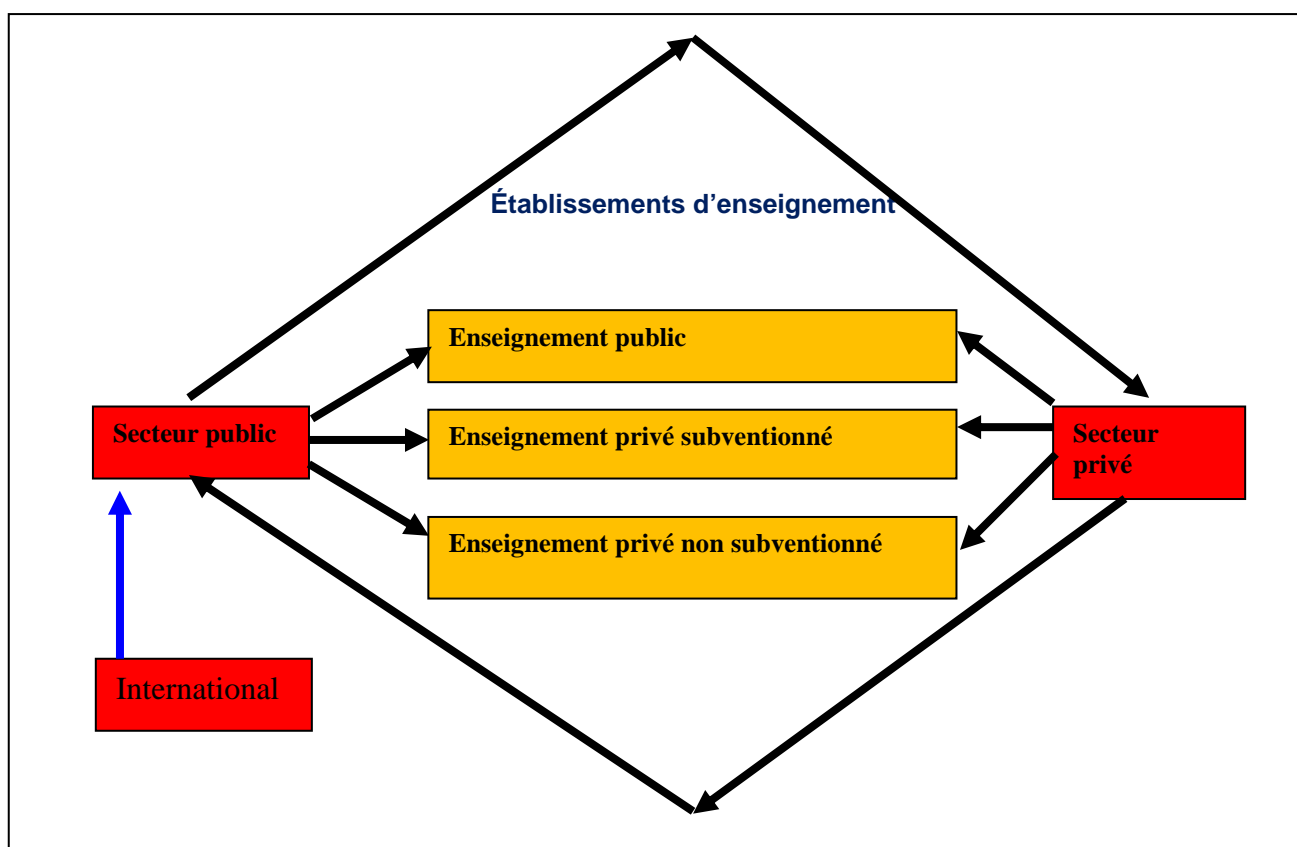 Établissements d’enseignement
Enseignement public
Secteur public
Enseignement privé subventionné
Secteur
privé
Enseignement privé non subventionné
International